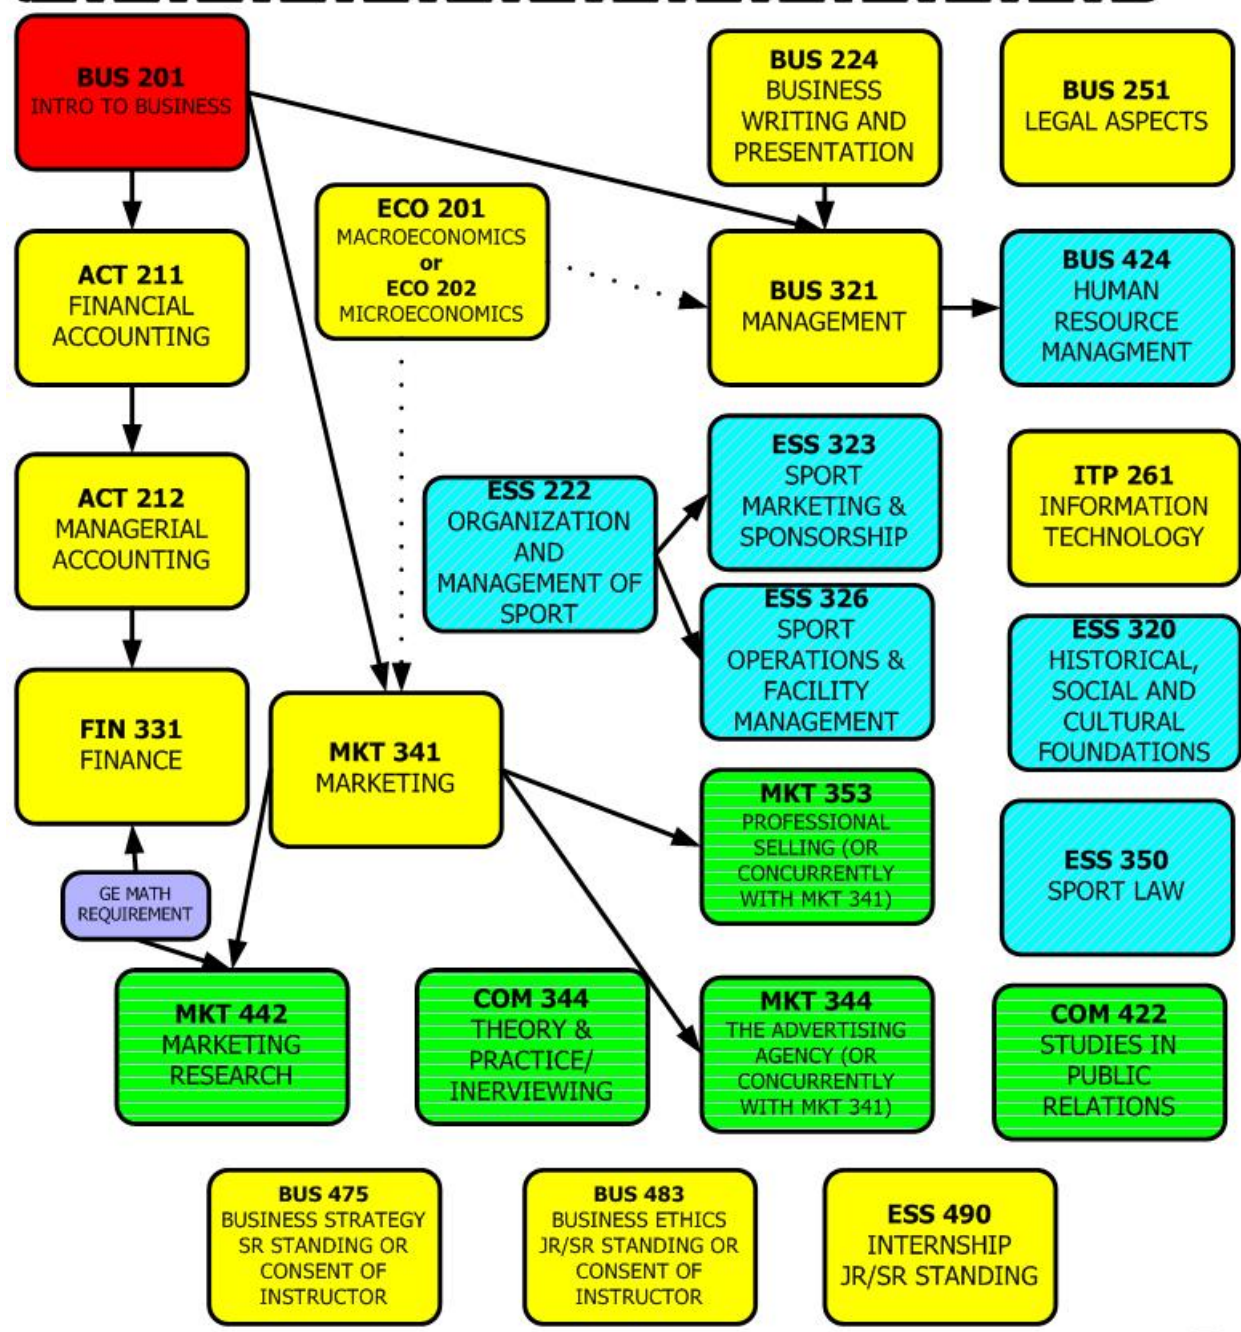 BUS 201
INTRO TO BUSINESS
BUS 224
BUSINESS
WRITING AND
PRESENTATION
BUS 251
LEGAL ASPECTS
ECO 201
MACROECONOMICS
or
ECO 202
MICROECONOMICS
ACT 211
FINANCIAL
ACCOUNTING
BUS 321
MANAGEMENT
BUS 424
HUMAN
RESOURCE
MANAGMENT
ACT 212
MANAGERIAL
ACCOUNTING
ESS 222
ORGANIZATION
AND
MANAGEMENT OF
SPORT
ESS 323
SPORT
MARKETING &
SPONSORSHIP
ITP 261
INFORMATION
TECHNOLOGY
ESS 326
SPORT
OPERATIONS &
FACILITY
MANAGEMENT
ESS 320
HISTORICAL,
SOCIAL AND
CULTURAL
FOUNDATIONS
FIN 331
FINANCE
MKT 341
MARKETING
MKT 353
PROFESSIONAL
SELLING (OR
CONCURRENTLY
WITH MKT 341)
ESS 350
SPORT LAW
GE MATH
REQUIREMENT
MKT 442
MARKETING
RESEARCH
COM 344
THEORY &
PRACTICE/
INERVIEWING
MKT 344
THE ADVERTISING
AGENCY (OR
CONCURRENTLY
WITH MKT 341)
COM 422
STUDIES IN
PUBLIC
RELATIONS
BUS 475
BUSINESS STRATEGY
SR STANDING OR
CONSENT OF
INSTRUCTOR
BUS 483
BUSINESS ETHICS
JR/SR STANDING OR
CONSENT OF
INSTRUCTOR
ESS 490
INTERNSHIP
JR/SR STANDING